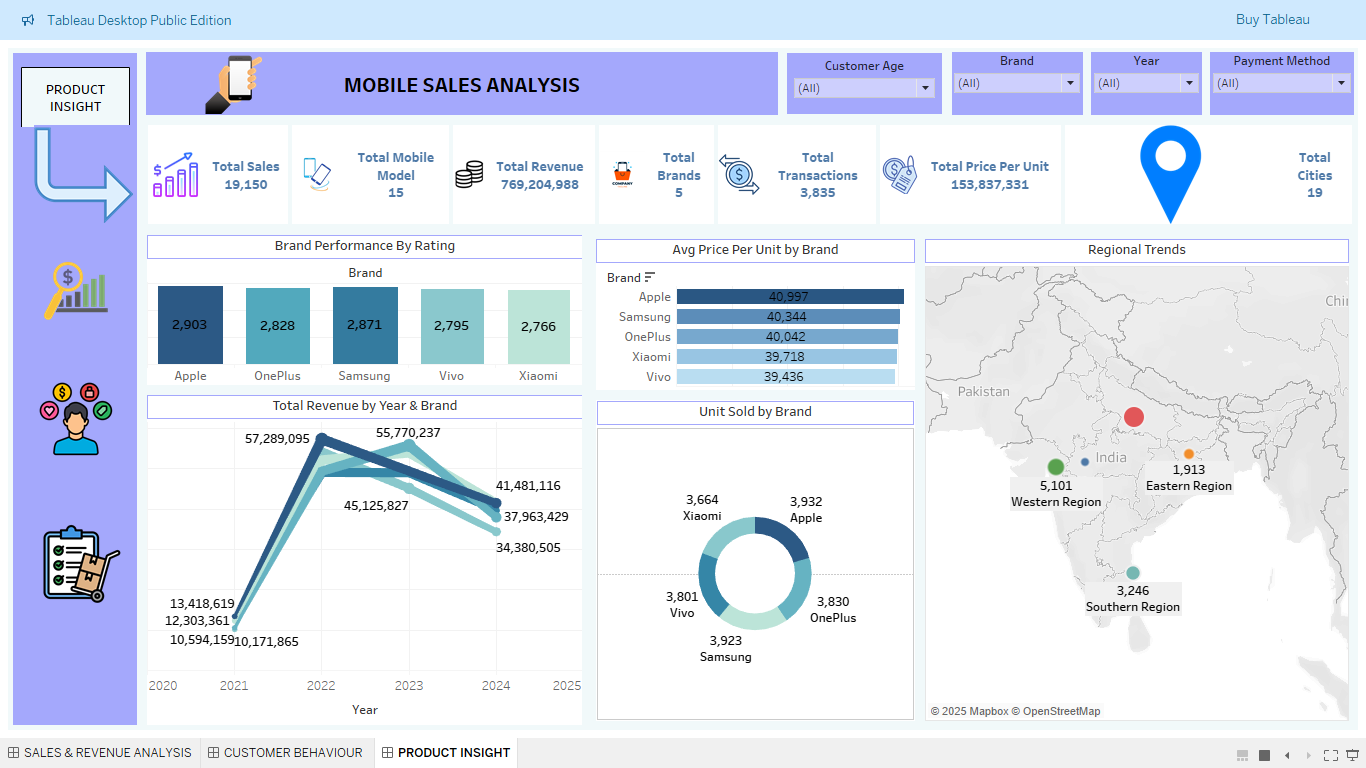 Tableau Desktop Public Edition
Buy Tableau
PRODUCT
INSIGHT
MOBILE SALES ANALYSIS
Customer Age
(All)
Brand
(All)
Year
(All)
Payment Method
(All)
Total Sales
19,150
Total Mobile
Model
15
Total Revenue
769,204,988
COMPANY
Total
Brands
5
Total
Transactions
3,835
Total Price Per Unit
153,837,331
Total
Cities
19
Brand Performance By Rating
Brand
2,903
2,828
2,871
2,795
2,766
Apple
OnePlus
Samsung
Vivo
Xiaomi
Avg Price Per Unit by Brand
Brand
Apple
40,997
Samsung
40,344
OnePlus
40,042
Xiaomi
39,718
Vivo
39,436
Regional Trends
Chi
Pakistan
India
5,101
Western Region
1,913
Eastern Region
3,246
Southern Region
© 2025 Mapbox © OpenStreetMap
Total Revenue by Year & Brand
57,289,095
55,770,237
45,125,827
41,481,116
37,963,429
34,380,505
13,418,619
12,303,361
10,594,159
10,171,865
2020
2021
2022
2023
2024
2025
Year
Unit Sold by Brand
3,664
Xiaomi
3,932
Apple
3,801
Vivo
3,830
OnePlus
3,923
Samsung
SALES & REVENUE ANALYSIS
CUSTOMER BEHAVIOUR
PRODUCT INSIGHT